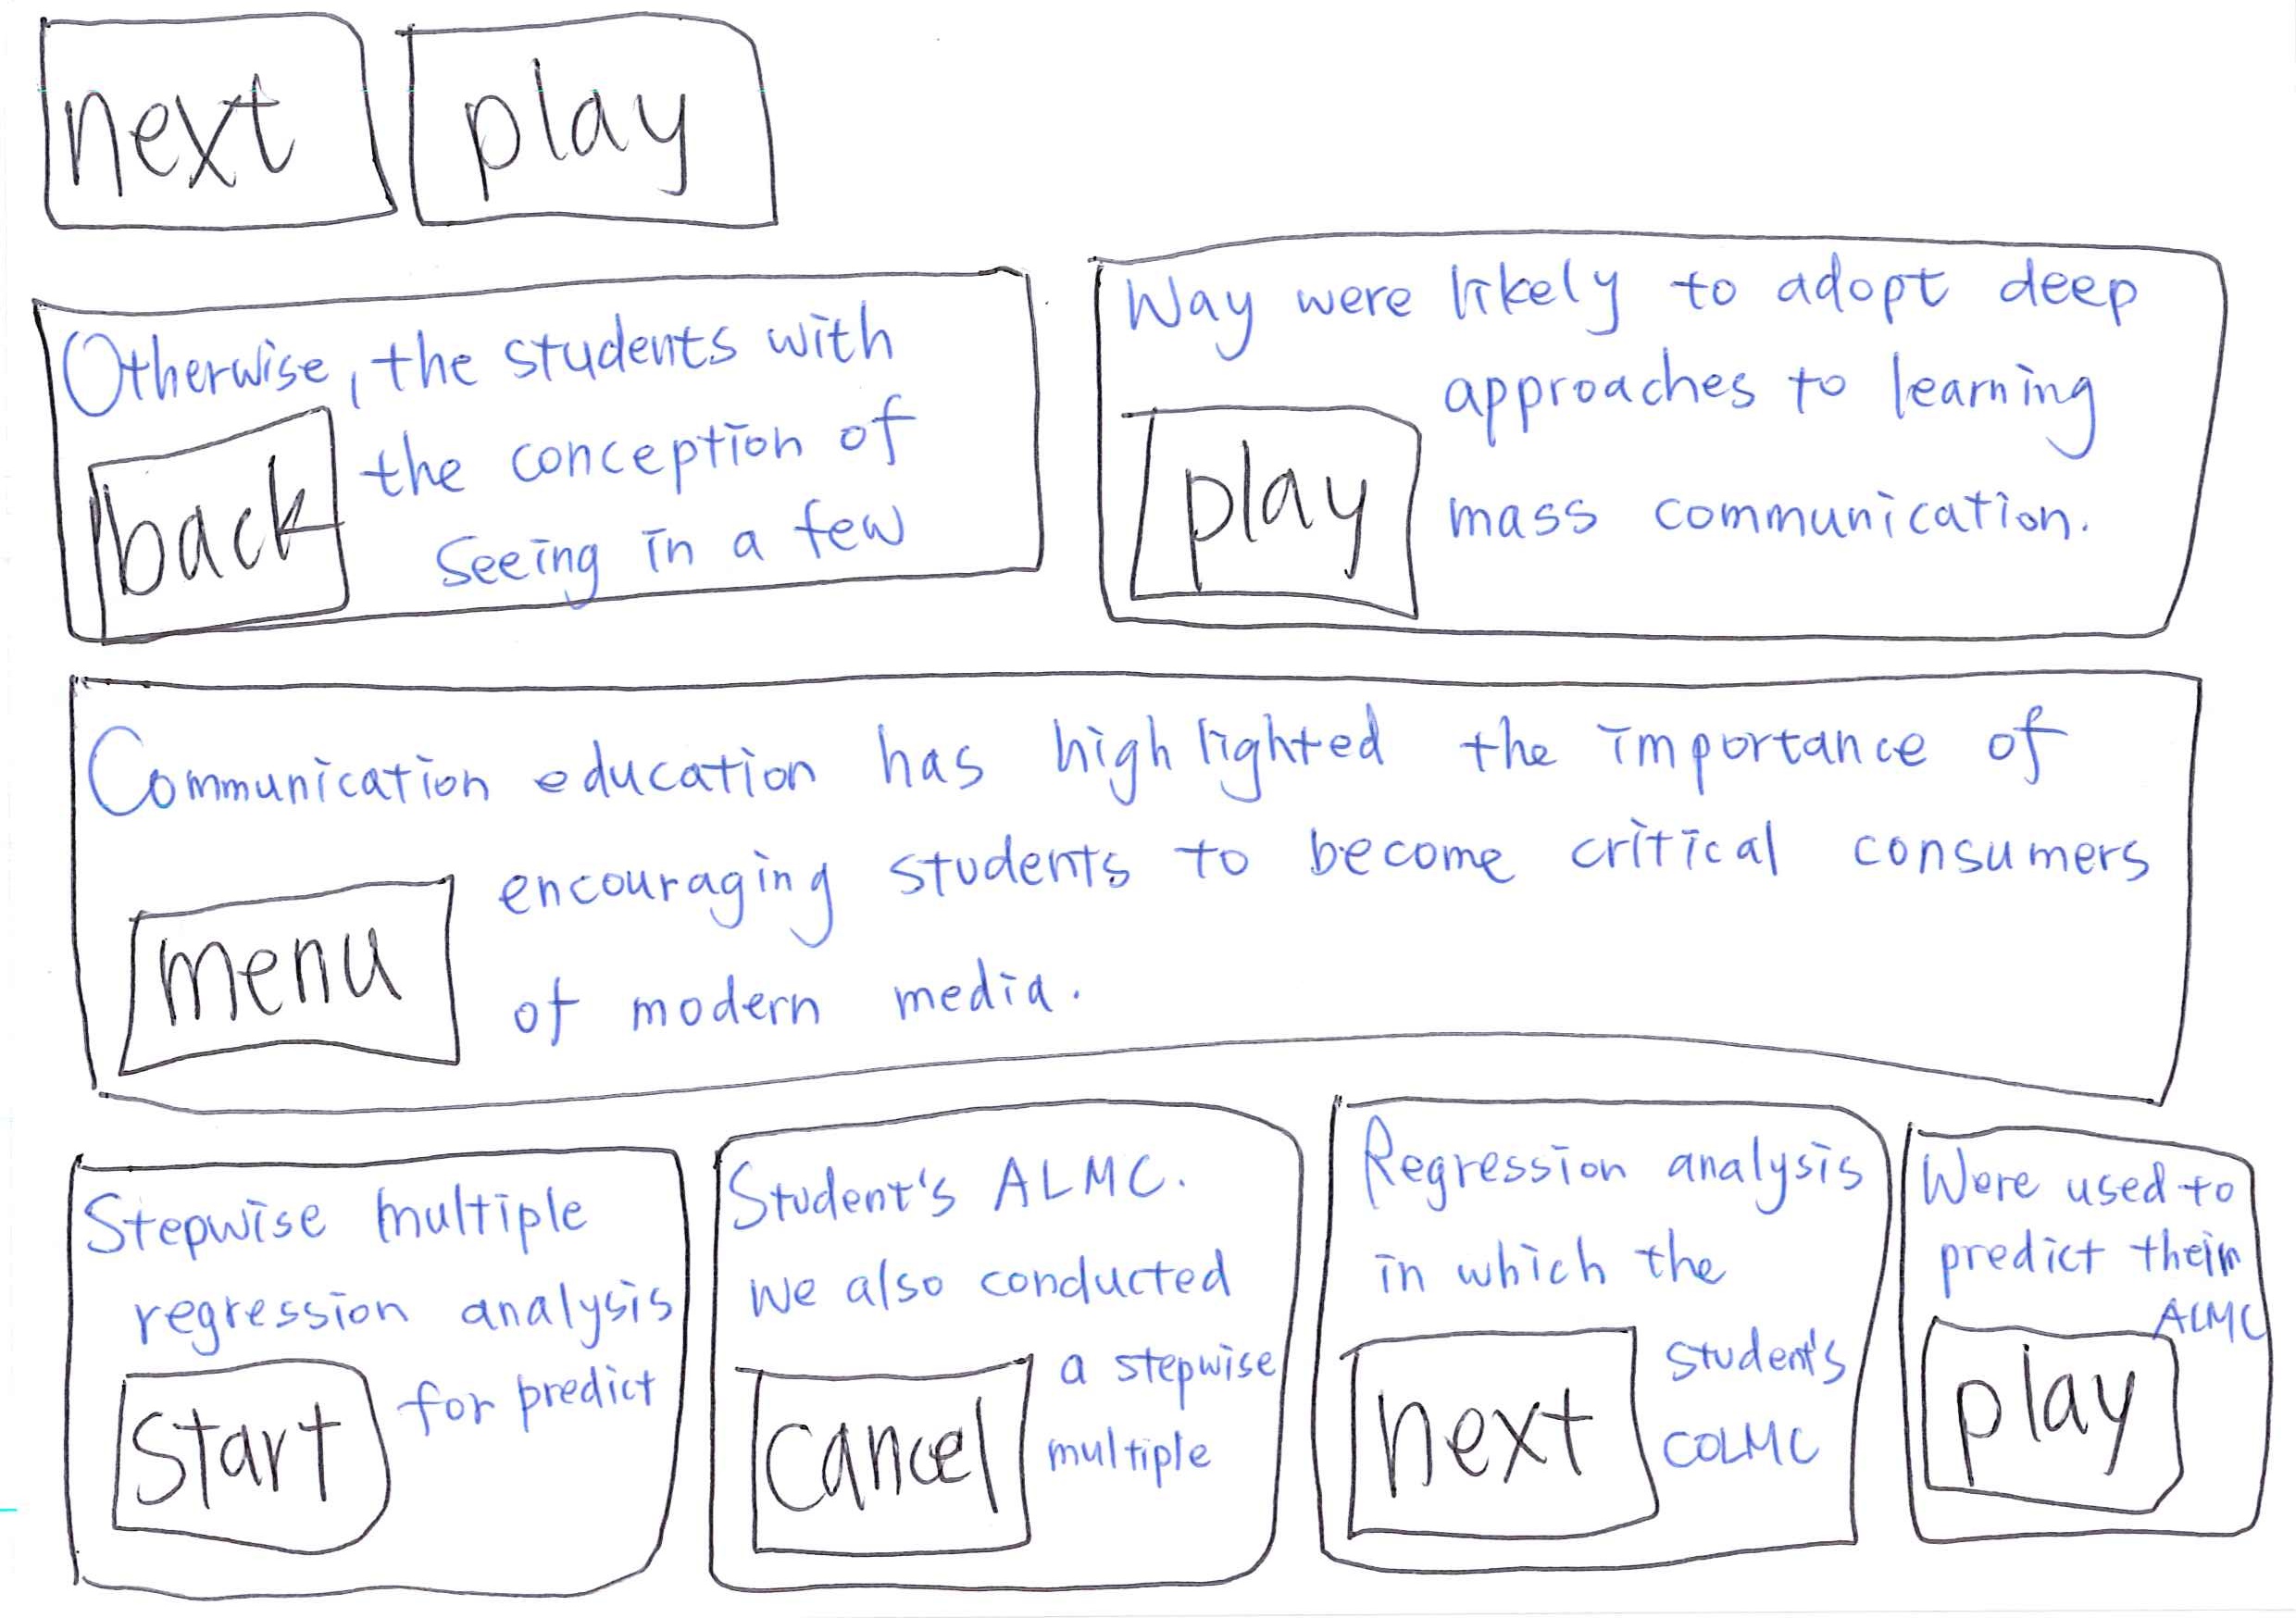 next play
Otherwise, the students with
the conception of
back
seeing in a few
Way were likely to adopt deep
approaches to learning
play
mass communication.
Communication education has highlighted the importance of
encouraging students to become critical consumers
menu
of modern media.
Stepwise multiple
regression analysis
for predict
start
Student's ALMC.
we also conducted
a stepwise
multiple
cancel
Regression analysis
in which the
student's
COLMC
next
Were used to
predict their
ALMC
play